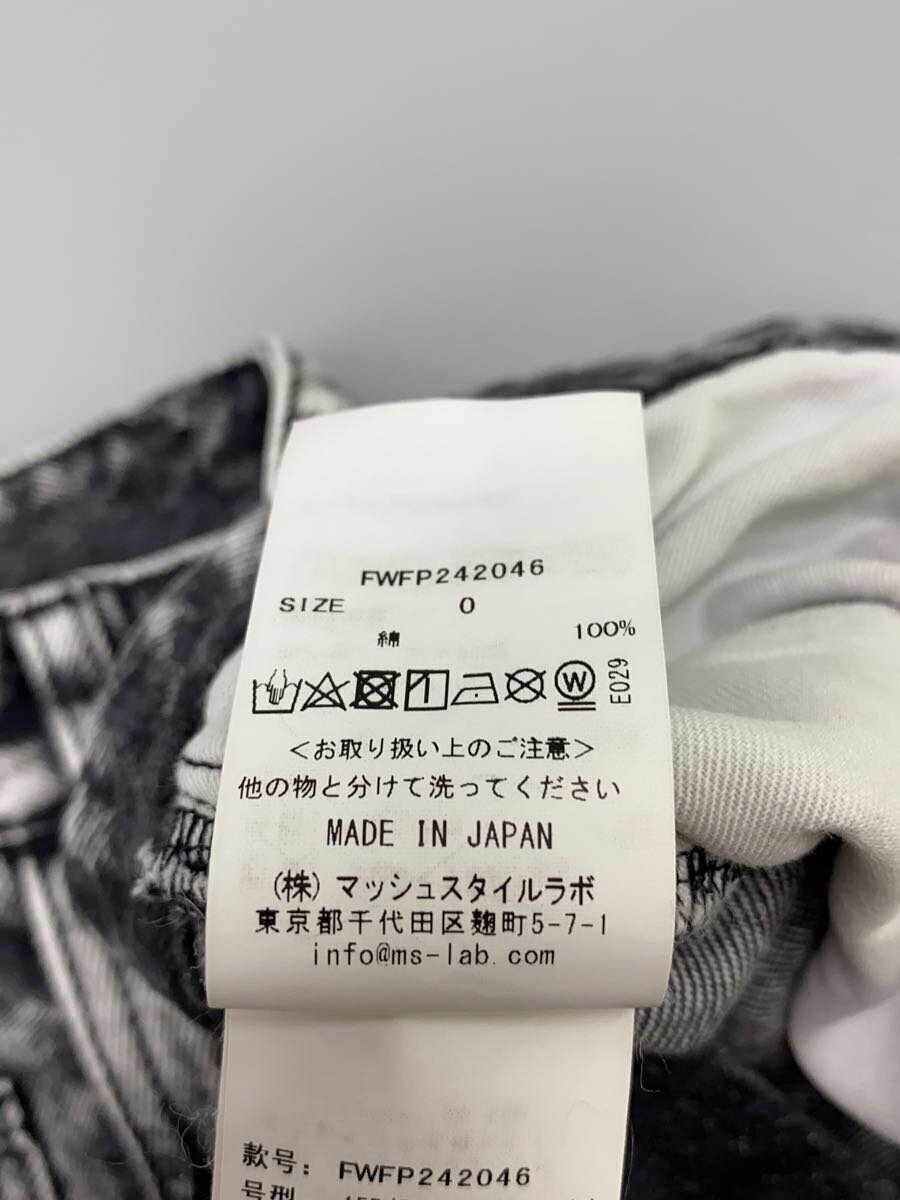 FWFP242046
SIZE 0
綿 100%
W E029
<お取り扱い上のご注意>
他の物と分けて洗ってください
MADE IN JAPAN
(株) マッシュスタイルラボ
東京都千代田区麹町5-7-1
info@ms-lab.com
款号: FWFP242046
号型